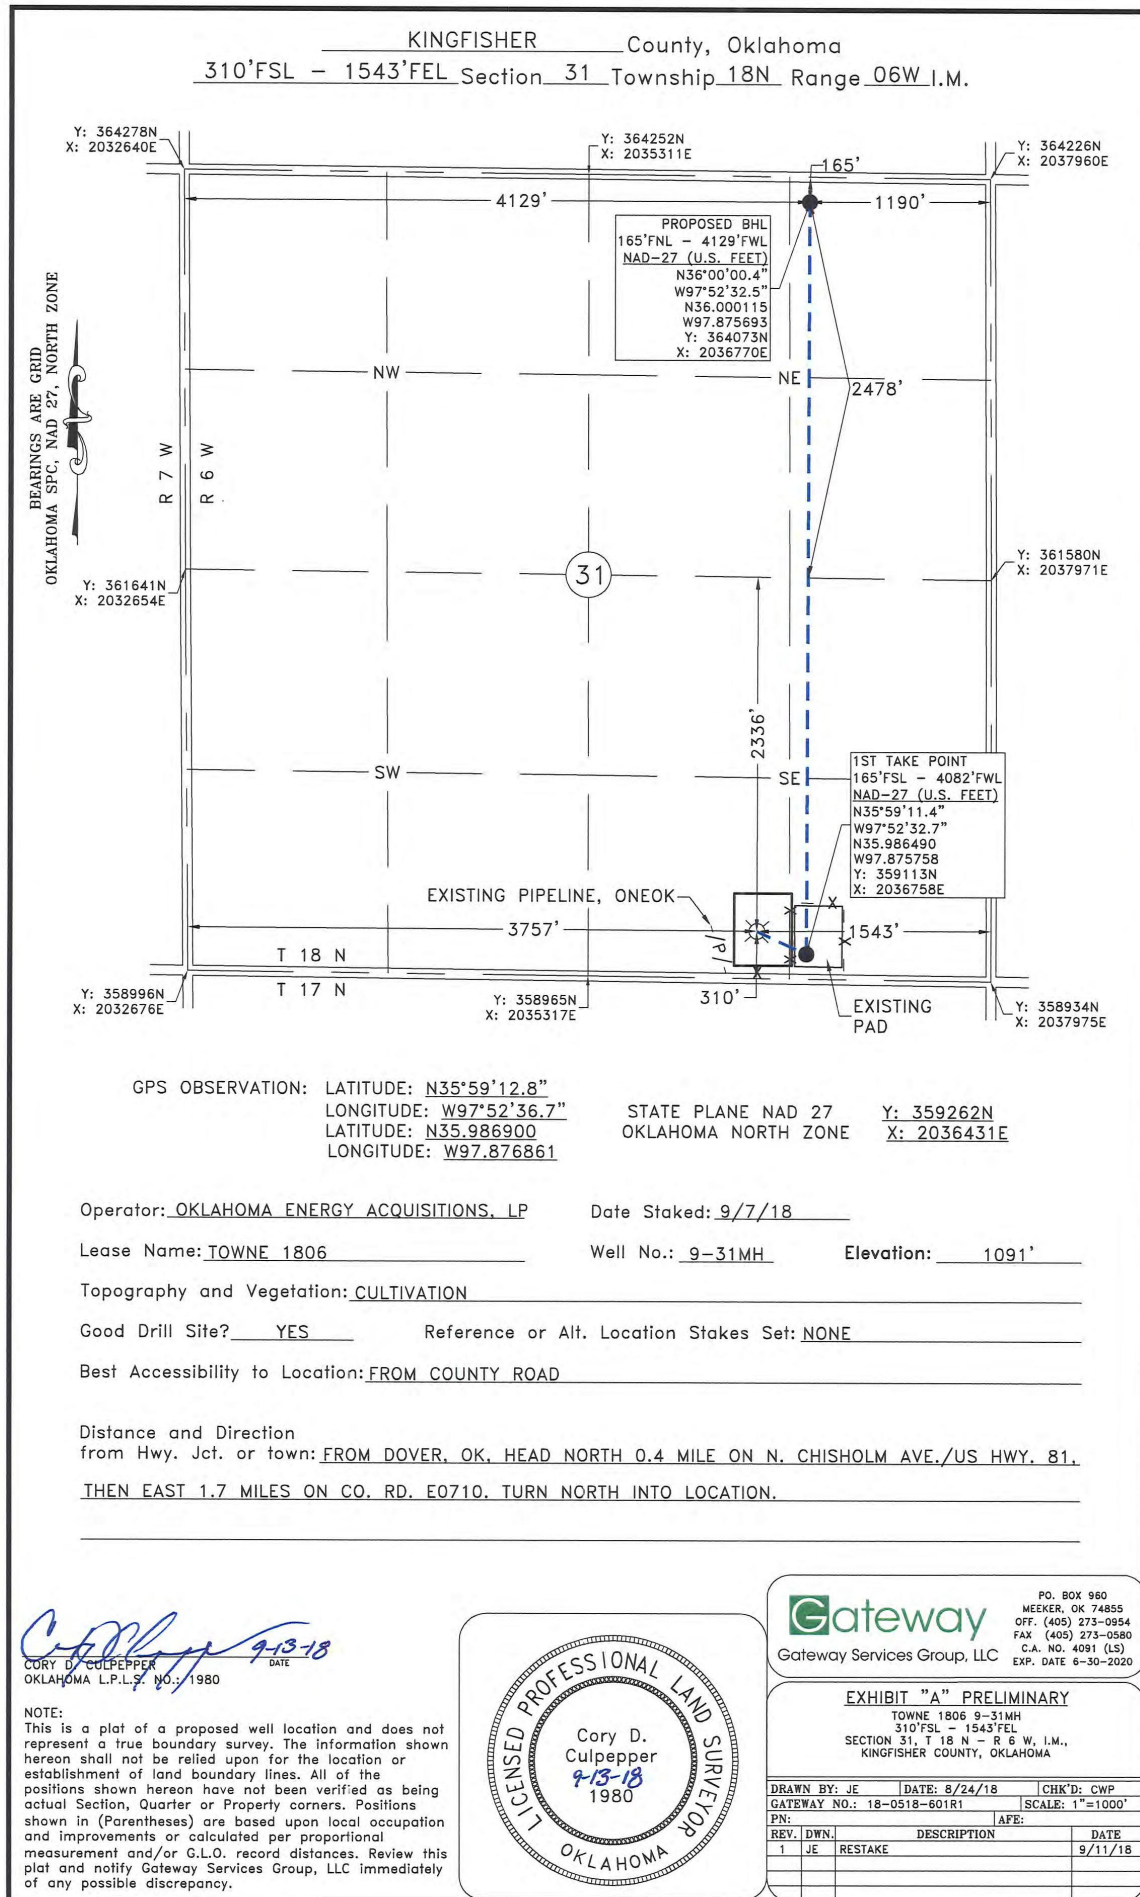 KINGFISHER County, Oklahoma
310'FSL - 1543'FEL Section 31 Township 18N Range 06W I.M.
Y: 364278N
X: 2032640E
Y: 364252N
X: 2035311E
Y: 364226N
X: 2037960E
165'
4129'
1190'
PROPOSED BHL
165'FNL - 4129'FWL
NAD-27 (U.S. FEET)
N36°00'00.4"
W97°52'32.5"
N36.000115
W97.875693
Y: 364073N
X: 2036770E
BEARINGS ARE GRID
OKLAHOMA SPC, NAD 27, NORTH ZONE
NW
NE
2478'
R 7 W
R 6 W
31
Y: 361641N
X: 2032654E
Y: 361580N
X: 2037971E
2336'
SW
SE
1ST TAKE POINT
165'FSL - 4082'FWL
NAD-27 (U.S. FEET)
N35°59'11.4"
W97°52'32.7"
N35.986490
W97.875758
Y: 359113N
X: 2036758E
EXISTING PIPELINE, ONEOK
3757'
1543'
T 18 N
T 17 N
310'
EXISTING
PAD
Y: 358996N
X: 2032676E
Y: 358965N
X: 2035317E
Y: 358934N
X: 2037975E
GPS OBSERVATION: LATITUDE: N35°59'12.8"
LONGITUDE: W97°52'36.7"
LATITUDE: N35.986900
LONGITUDE: W97.876861
STATE PLANE NAD 27 Y: 359262N
OKLAHOMA NORTH ZONE X: 2036431E
Operator: OKLAHOMA ENERGY ACQUISITIONS, LP Date Staked: 9/7/18
Lease Name: TOWNE 1806 Well No.: 9-31MH Elevation: 1091'
Topography and Vegetation: CULTIVATION
Good Drill Site? YES Reference or Alt. Location Stakes Set: NONE
Best Accessibility to Location: FROM COUNTY ROAD
Distance and Direction
from Hwy. Jct. or town: FROM DOVER, OK, HEAD NORTH 0.4 MILE ON N. CHISHOLM AVE./US HWY. 81,
THEN EAST 1.7 MILES ON CO. RD. E0710. TURN NORTH INTO LOCATION.
9-13-18
CORY D. CULPEPPER DATE
OKLAHOMA L.P.L.S. NO.: 1980
NOTE:
This is a plat of a proposed well location and does not
represent a true boundary survey. The information shown
hereon shall not be relied upon for the location or
establishment of land boundary lines. All of the
positions shown hereon have not been verified as being
actual Section, Quarter or Property corners. Positions
shown in (Parentheses) are based upon local occupation
and improvements or calculated per proportional
measurement and/or G.L.O. record distances. Review this
plat and notify Gateway Services Group, LLC immediately
of any possible discrepancy.
LICENSED PROFESSIONAL LAND SURVEYOR
Cory D.
Culpepper
9-13-18
1980
OKLAHOMA
Gateway
Gateway Services Group, LLC
PO. BOX 960
MEEKER, OK 74855
OFF. (405) 273-0954
FAX (405) 273-0580
C.A. NO. 4091 (LS)
EXP. DATE 6-30-2020
EXHIBIT "A" PRELIMINARY
TOWNE 1806 9-31MH
310'FSL - 1543'FEL
SECTION 31, T 18 N - R 6 W, I.M.,
KINGFISHER COUNTY, OKLAHOMA
DRAWN BY: JE DATE: 8/24/18 CHK'D: CWP
GATEWAY NO.: 18-0518-601R1 SCALE: 1"=1000'
PN: AFE:
REV. DWN. DESCRIPTION DATE
1 JE RESTAKE 9/11/18